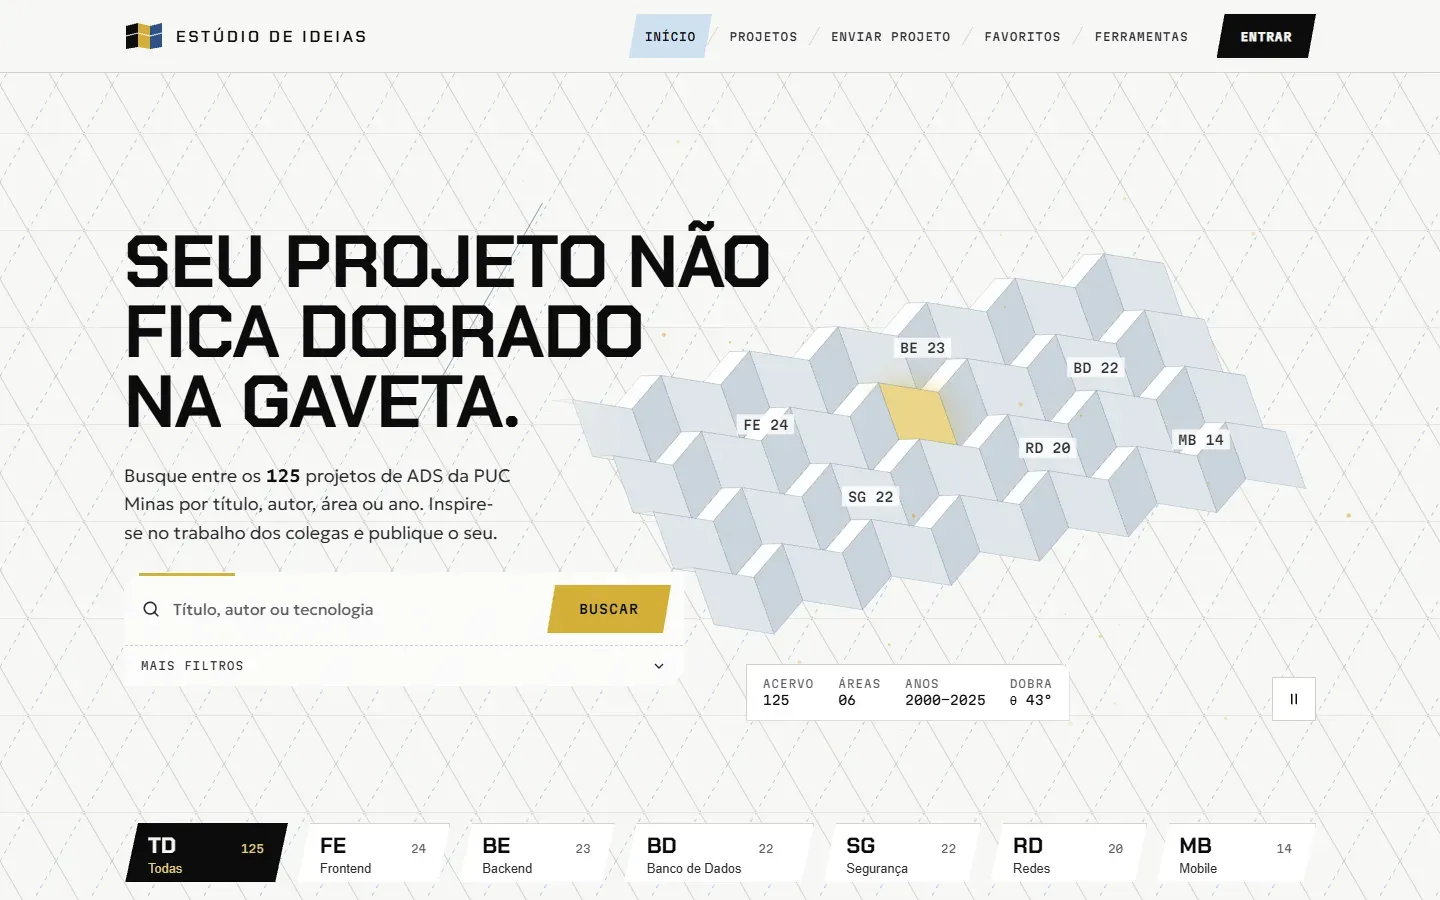 ESTÚDIO DE IDEIAS
INÍCIO
PROJETOS
ENVIAR PROJETO
FAVORITOS
FERRAMENTAS
ENTRAR
SEU PROJETO NÃO
FICA DOBRADO
NA GAVETA.
Busque entre os 125 projetos de ADS da PUC
Minas por título, autor, área ou ano. Inspire-
se no trabalho dos colegas e publique o seu.
Título, autor ou tecnologia
BUSCAR
MAIS FILTROS
BE 23
BD 22
FE 24
MB 14
RD 20
SG 22
ACERVO
125
ÁREAS
06
ANOS
2000–2025
DOBRA
θ 43°
TD 125
Todas
FE 24
Frontend
BE 23
Backend
BD 22
Banco de Dados
SG 22
Segurança
RD 20
Redes
MB 14
Mobile